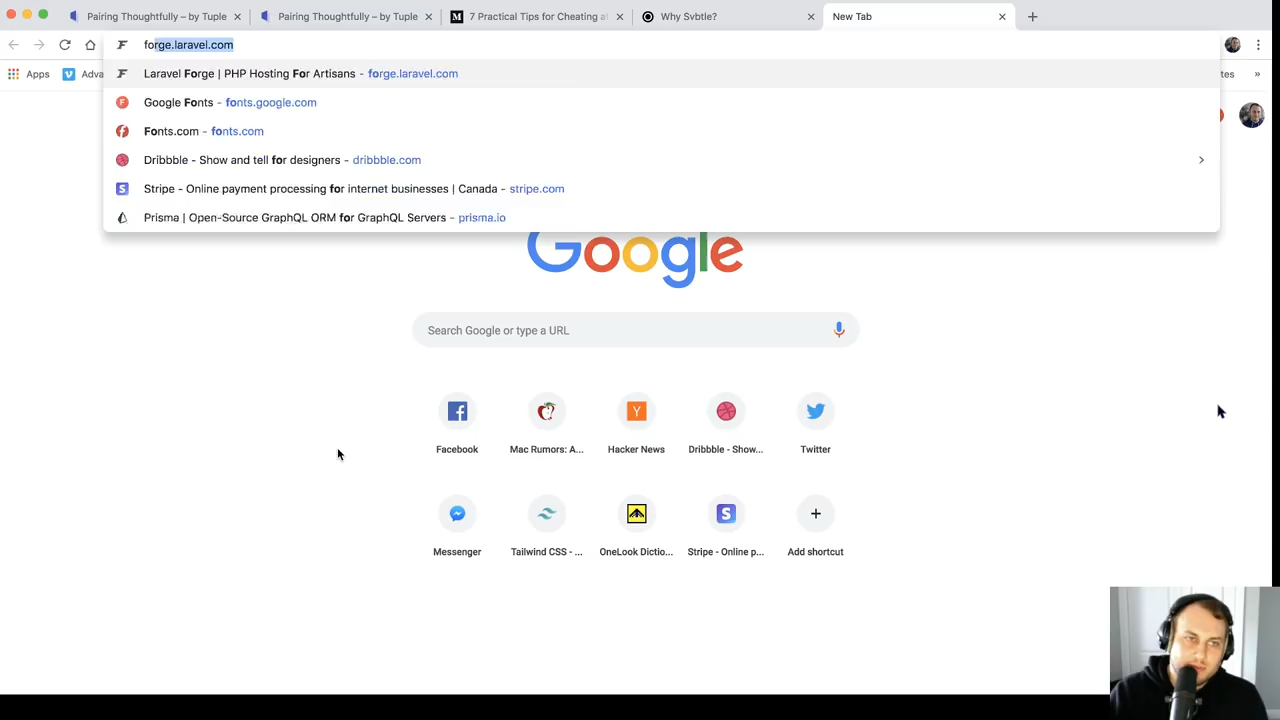 Pairing Thoughtfully – by Tuple
Pairing Thoughtfully – by Tuple
7 Practical Tips for Cheating a
Why Svbtle?
New Tab
forge.laravel.com
Apps
Adva
tes
»
Laravel Forge | PHP Hosting For Artisans - forge.laravel.com
Google Fonts - fonts.google.com
Fonts.com - fonts.com
Dribbble - Show and tell for designers - dribbble.com
Stripe - Online payment processing for internet businesses | Canada - stripe.com
Prisma | Open-Source GraphQL ORM for GraphQL Servers - prisma.io
Google
Search Google or type a URL
Facebook
Mac Rumors: A...
Hacker News
Dribbble - Show...
Twitter
Messenger
Tailwind CSS - ...
OneLook Dictio...
Stripe - Online p...
Add shortcut